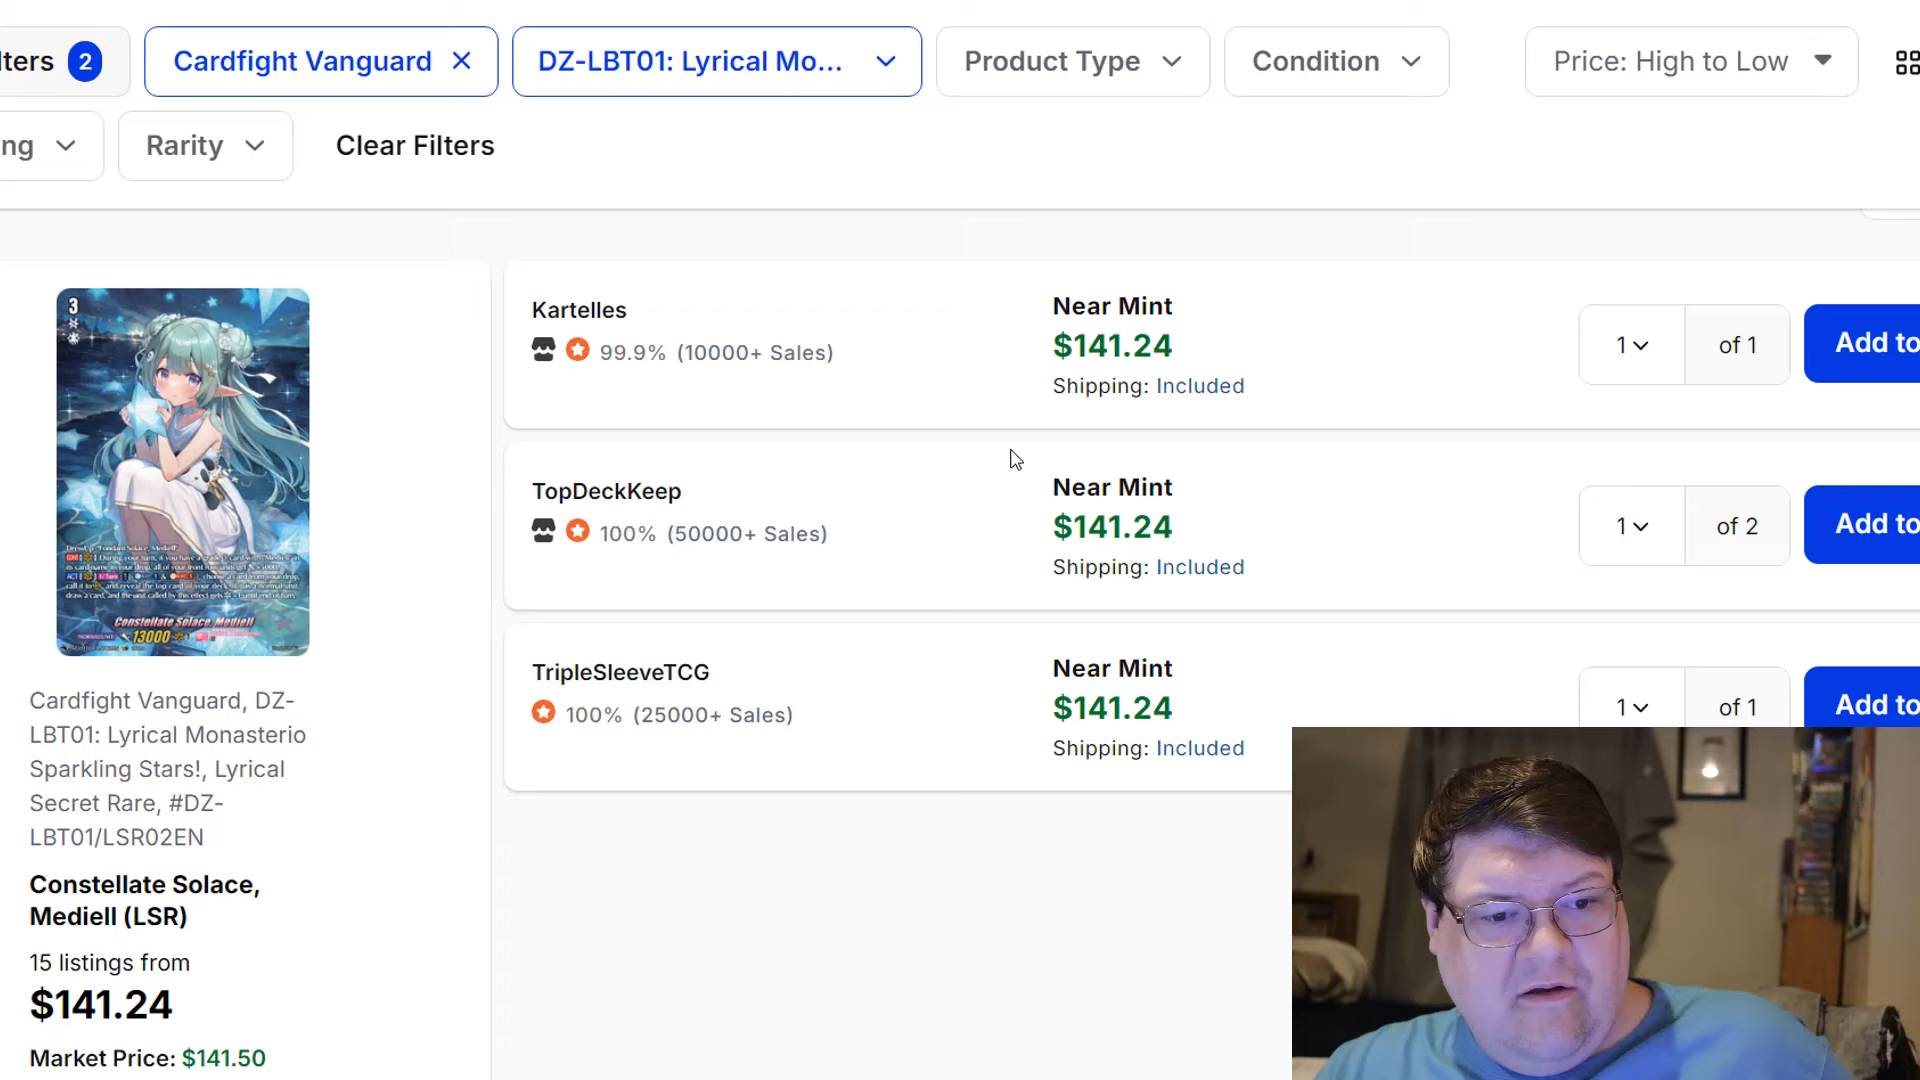 lters 2 Cardfight Vanguard DZ-LBT01: Lyrical Mo... Product Type Condition Price: High to Low
ng Rarity Clear Filters
3
Constellate Solace, Mediell
13000
Cardfight Vanguard, DZ-
LBT01: Lyrical Monasterio
Sparkling Stars!, Lyrical
Secret Rare, #DZ-
LBT01/LSR02EN
Constellate Solace,
Mediell (LSR)
15 listings from
$141.24
Market Price: $141.50
Kartelles
99.9% (10000+ Sales)
Near Mint
$141.24
Shipping: Included
1 of 1
Add to
TopDeckKeep
100% (50000+ Sales)
Near Mint
$141.24
Shipping: Included
1 of 2
Add to
TripleSleeveTCG
100% (25000+ Sales)
Near Mint
$141.24
Shipping: Included
1 of 1
Add to